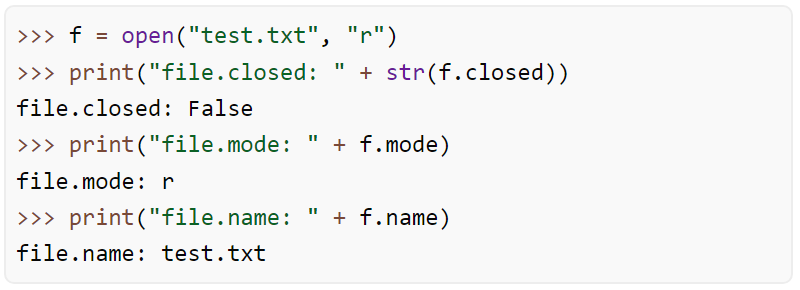 >>> f = open("test.txt", "r")
>>> print("file.closed: " + str(f.closed))
file.closed: False
>>> print("file.mode: " + f.mode)
file.mode: r
>>> print("file.name: " + f.name)
file.name: test.txt